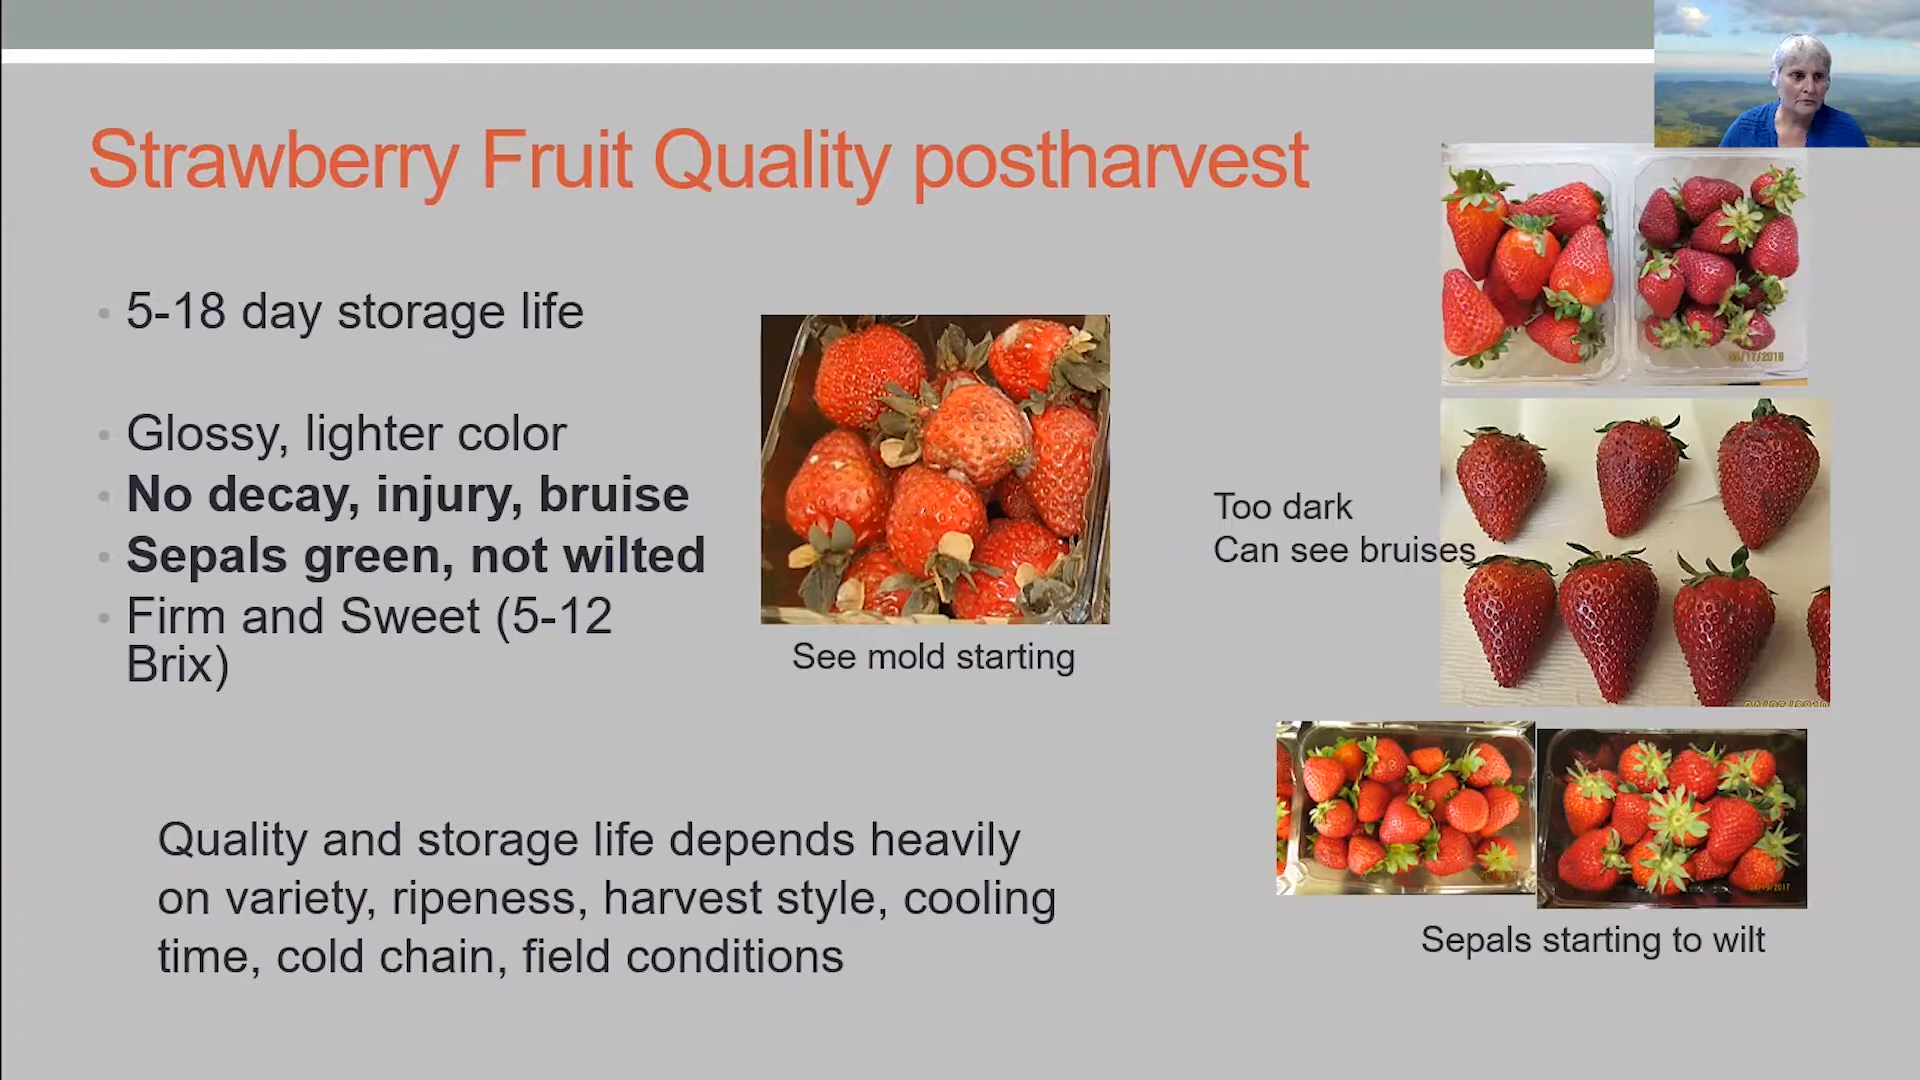 Strawberry Fruit Quality postharvest
5-18 day storage life
Glossy, lighter color
No decay, injury, bruise
Sepals green, not wilted
Firm and Sweet (5-12
Brix)
See mold starting
Too dark
Can see bruises
Sepals starting to wilt
Quality and storage life depends heavily
on variety, ripeness, harvest style, cooling
time, cold chain, field conditions